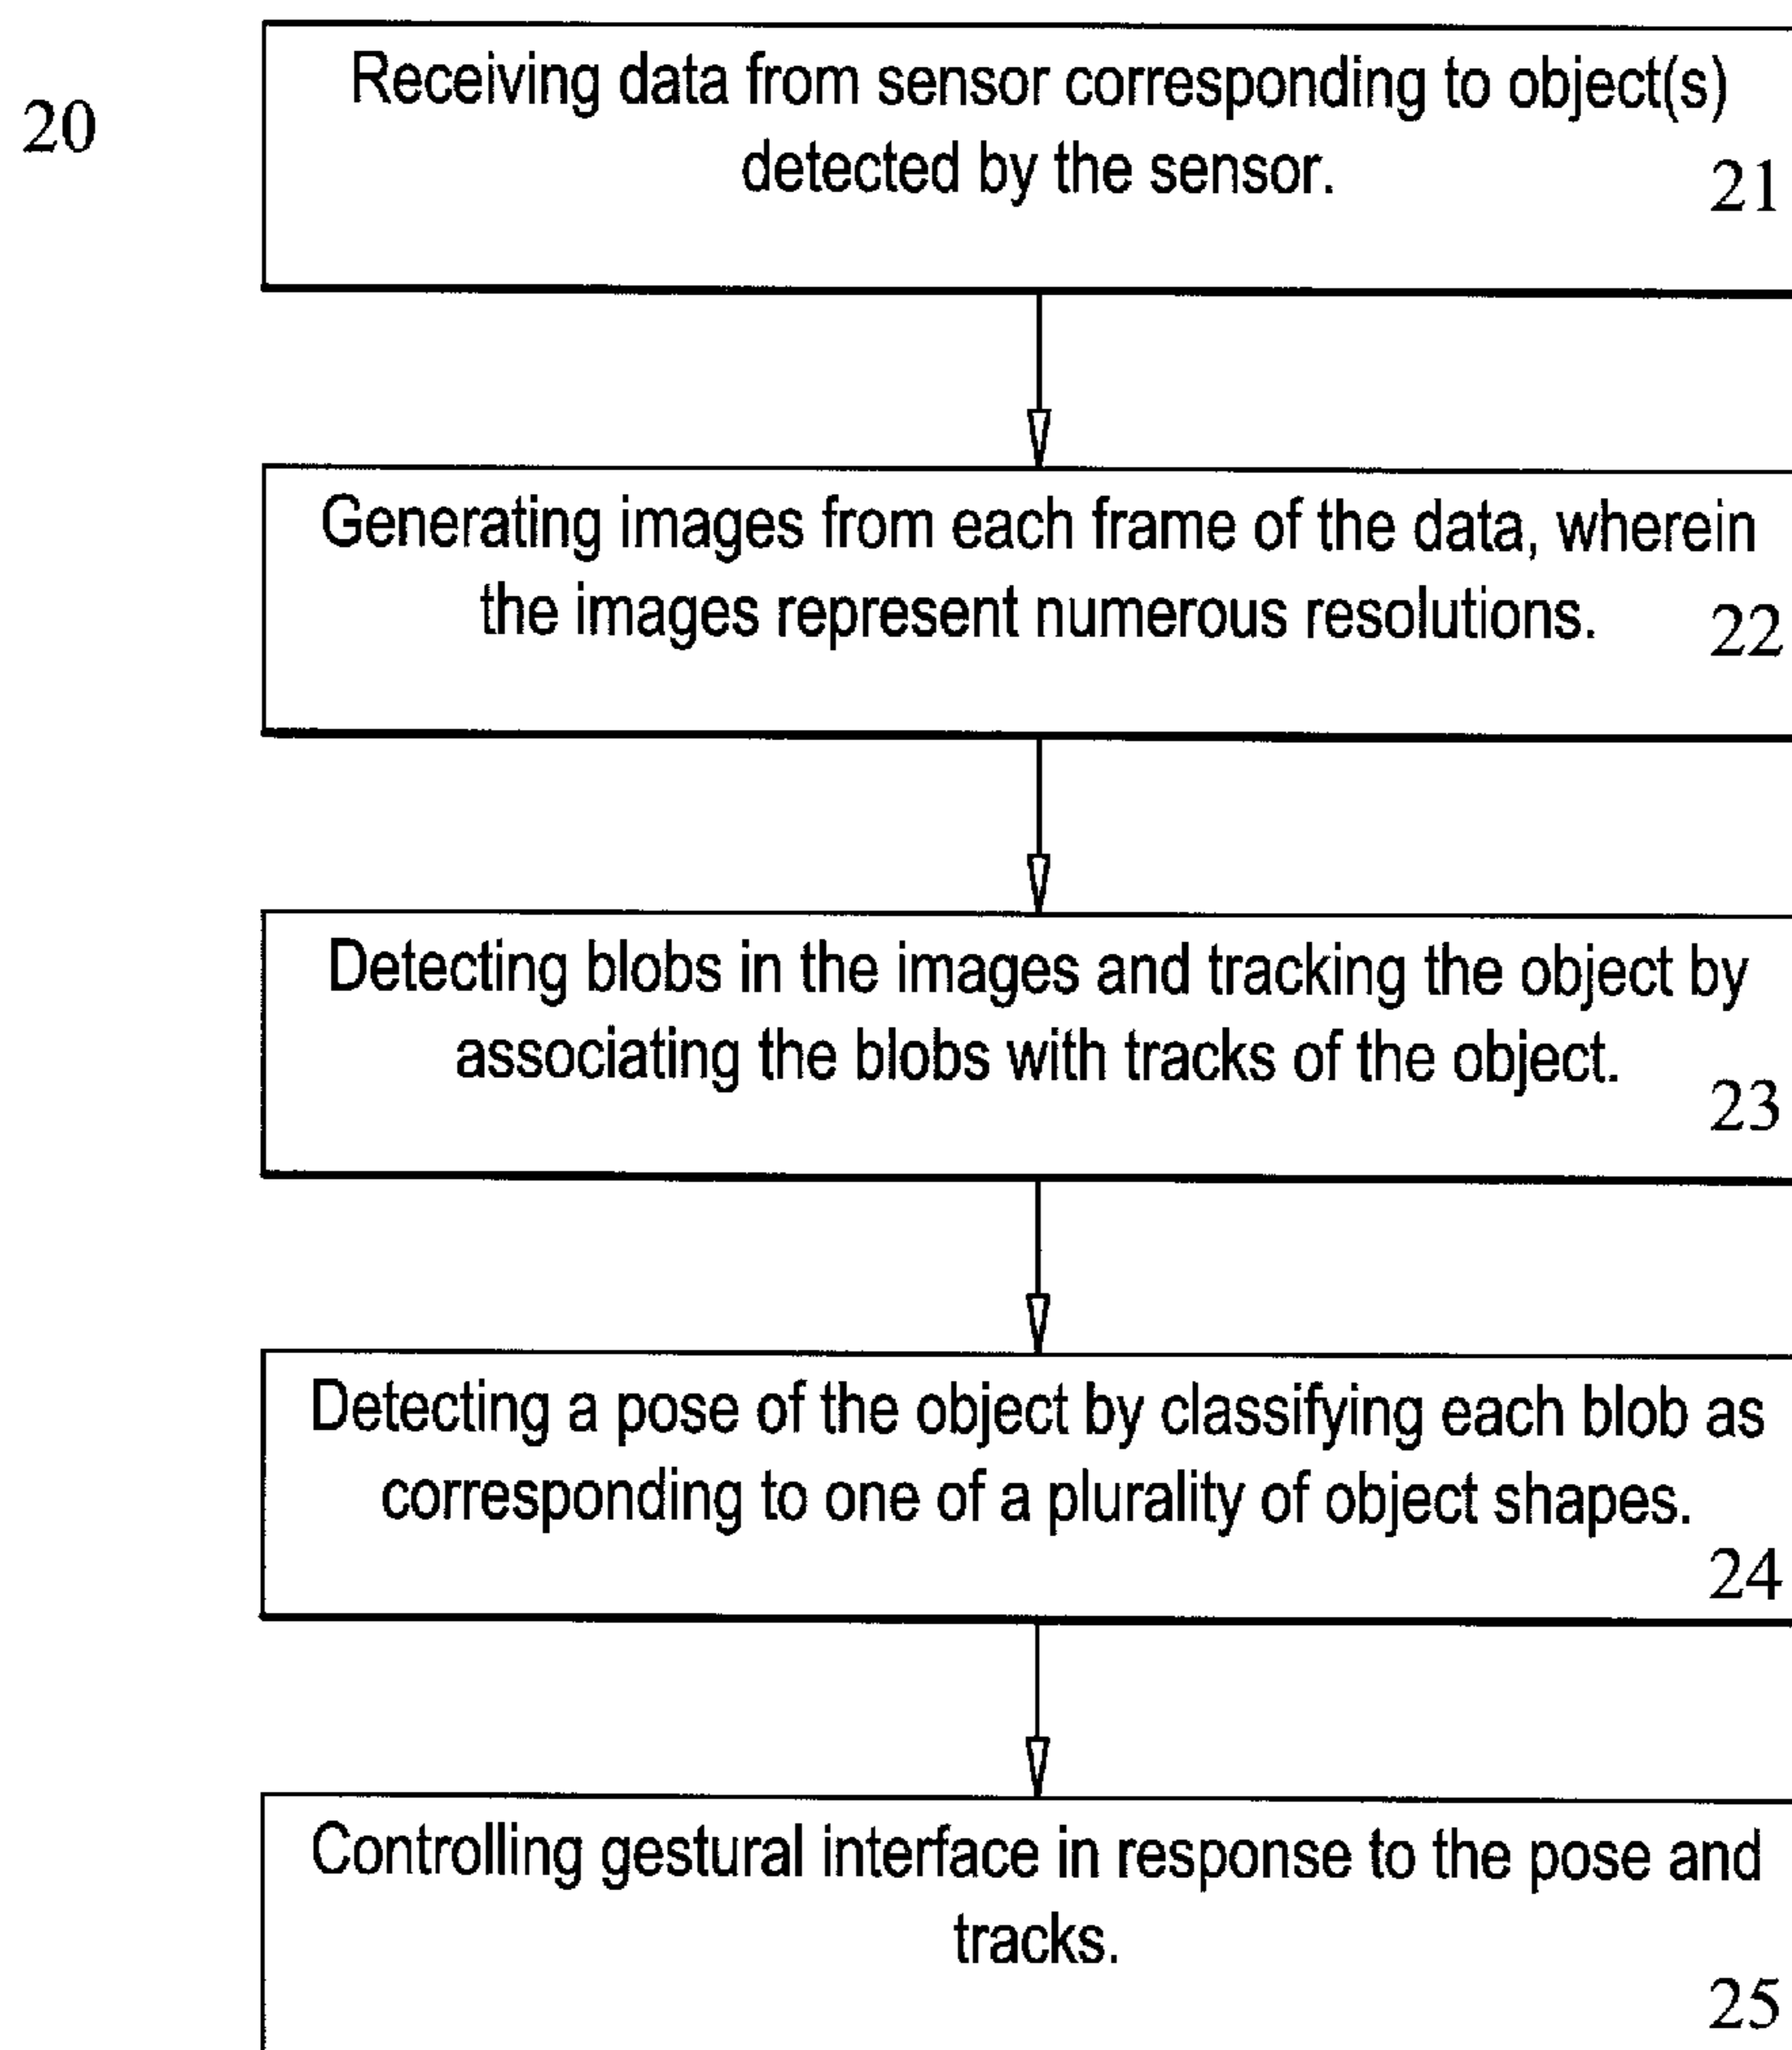 20
Receiving data from sensor corresponding to object(s)
detected by the sensor.
21
Generating images from each frame of the data, wherein
the images represent numerous resolutions.
22
Detecting blobs in the images and tracking the object by
associating the blobs with tracks of the object.
23
Detecting a pose of the object by classifying each blob as
corresponding to one of a plurality of object shapes.
24
Controlling gestural interface in response to the pose and
tracks.
25